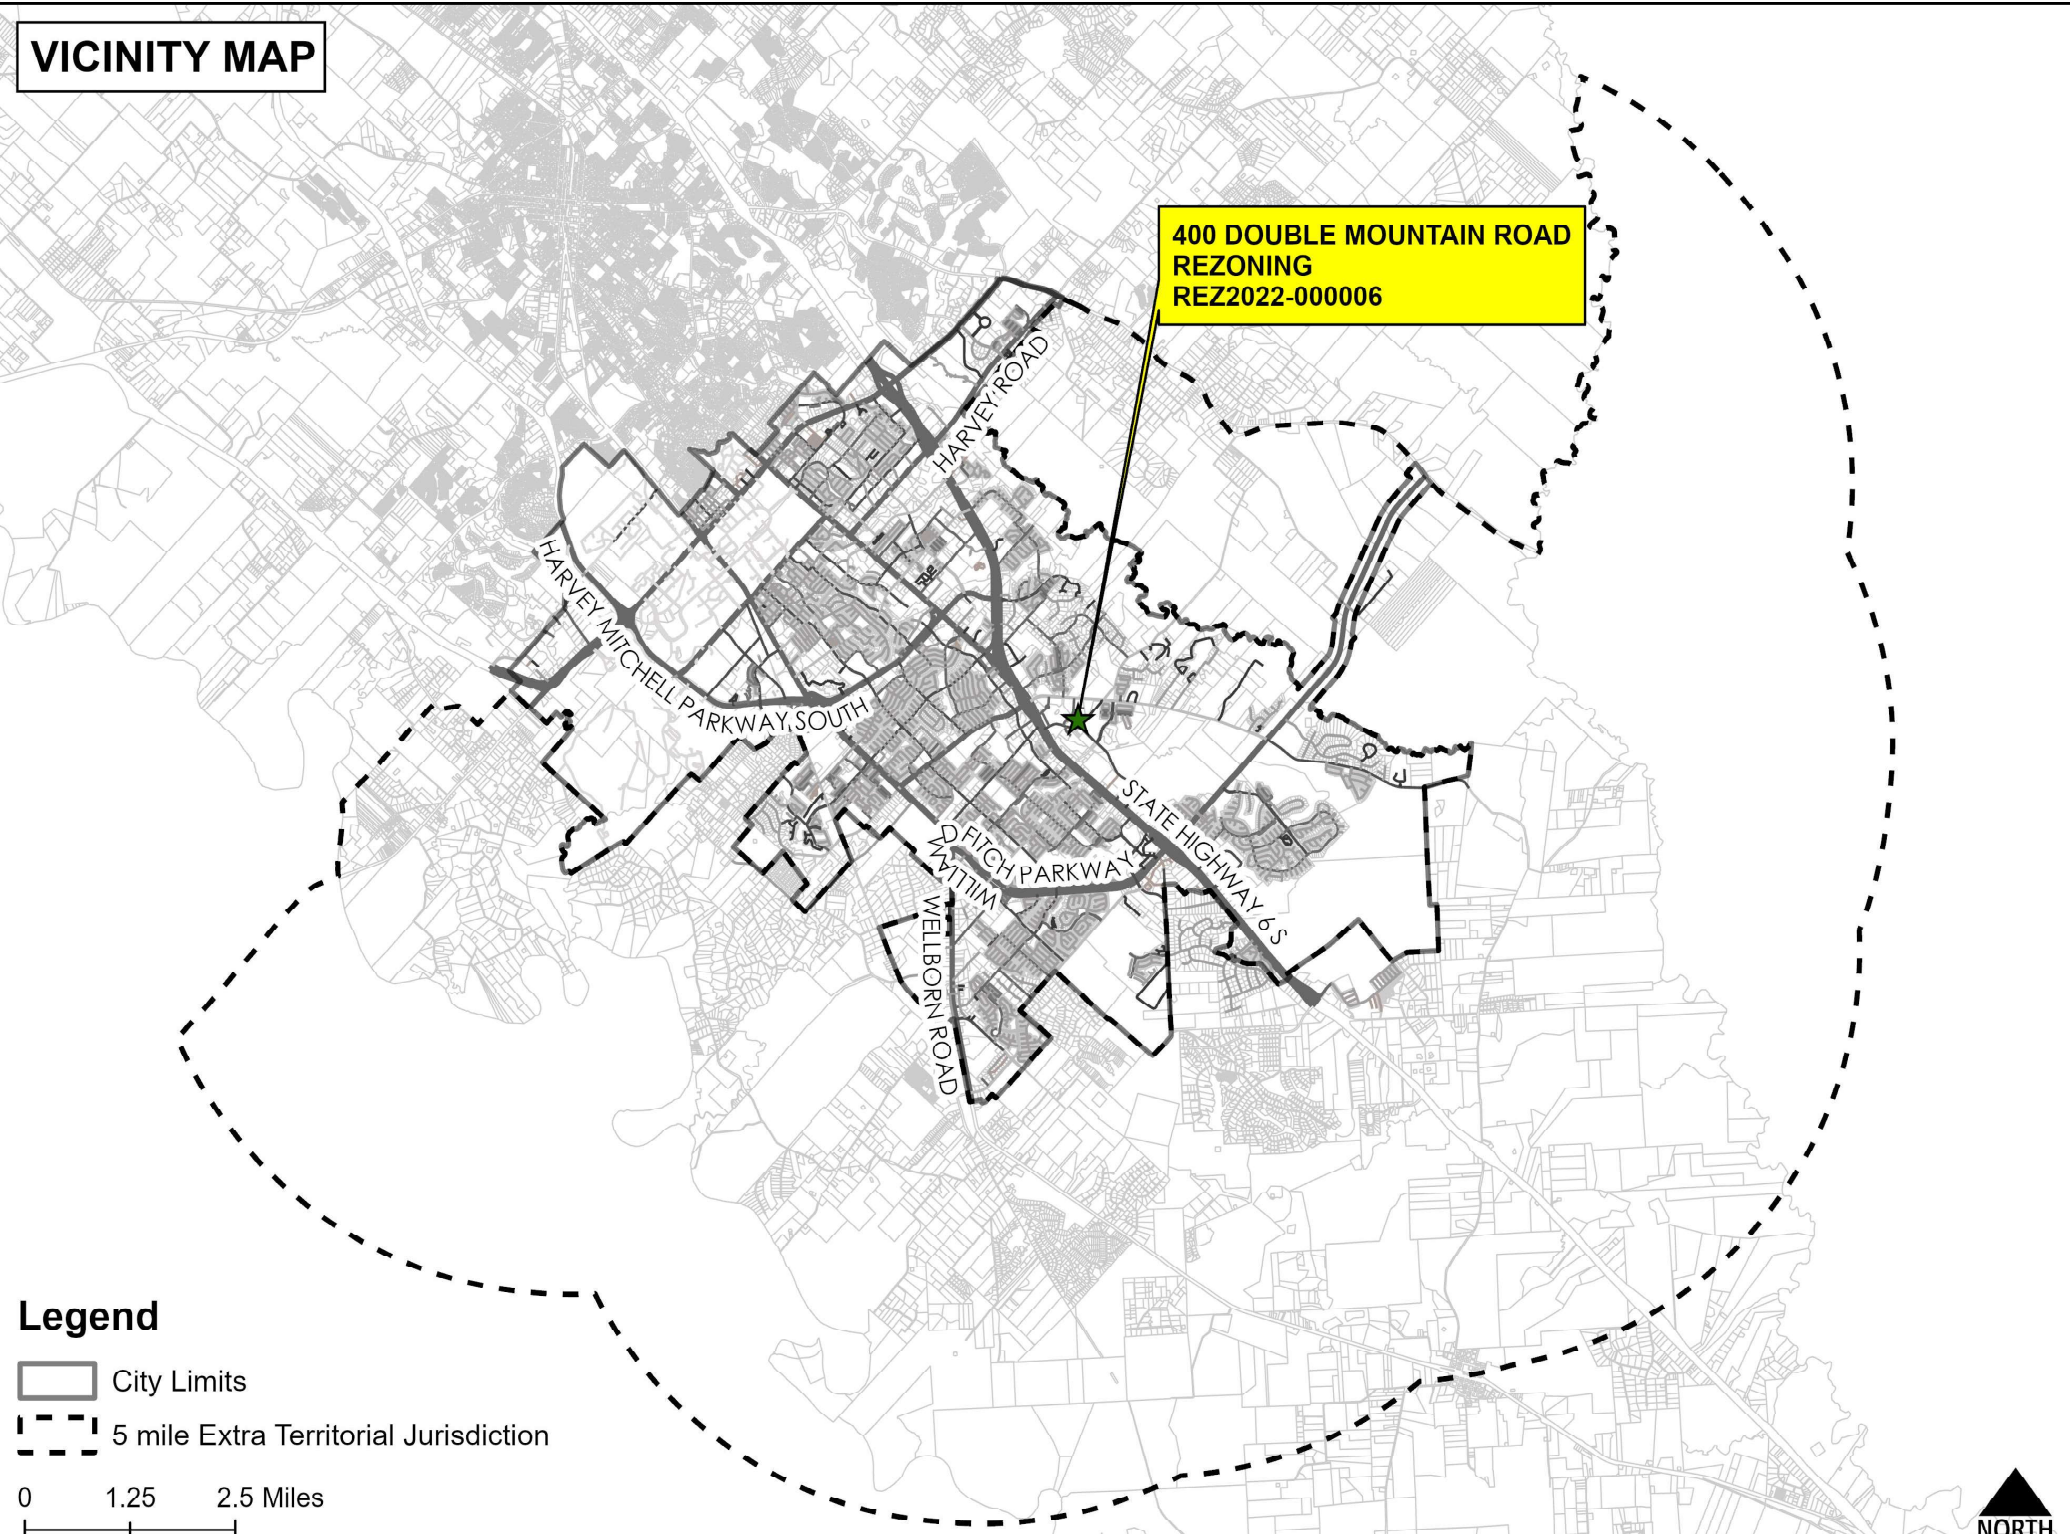 VICINITY MAP
400 DOUBLE MOUNTAIN ROAD
REZONING
REZ2022-000006
HARVEY ROAD
HARVEY MITCHELL PARKWAY SOUTH
STATE HIGHWAY 6 S
WILLIAM D FITCH PARKWAY
WELLBORN ROAD
Legend
City Limits
5 mile Extra Territorial Jurisdiction
0 1.25 2.5 Miles
NORTH